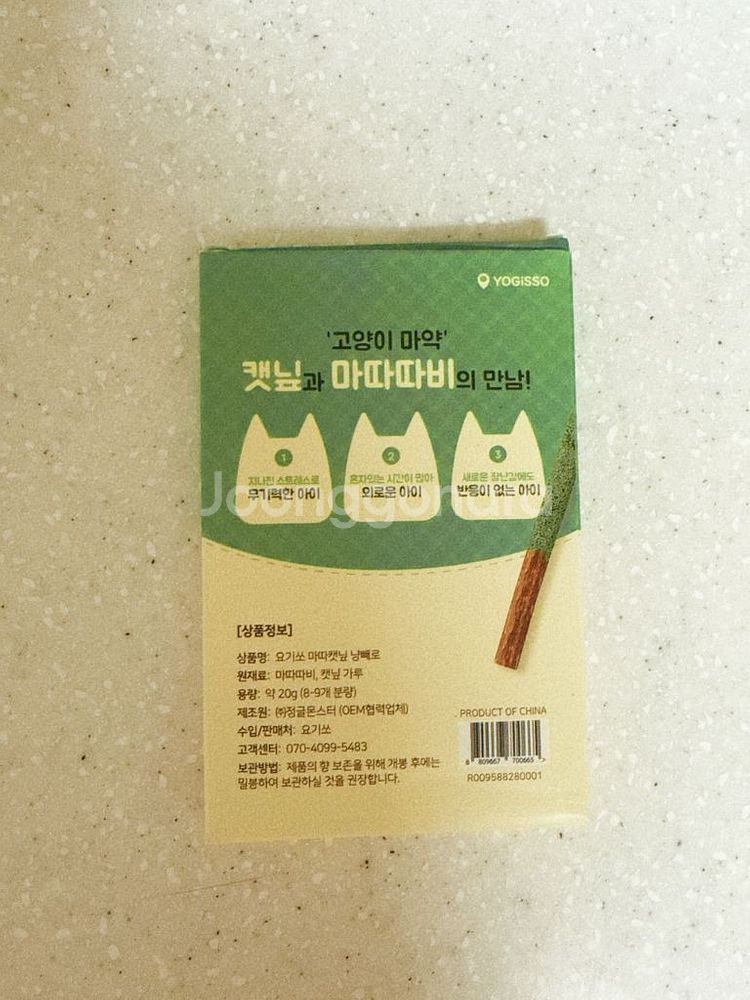 YOGiSSO
'고양이 마약'
캣닢과 마따따비의 만남!
1
지나친 스트레스로
무기력한 아이
2
혼자있는 시간이 많아
외로운 아이
3
새로운 장난감에도
반응이 없는 아이
Joonggonara
[상품정보]
상품명: 요기쏘 마따캣닢 냥빼로
원재료: 마따따비, 캣닢 가루
용량: 약 20g (8-9개 분량)
제조원: ㈜정글몬스터 (OEM협력업체)
수입/판매처: 요기쏘
고객센터: 070-4099-5483
보관방법: 제품의 향 보존을 위해 개봉 후에는
밀봉하여 보관하실 것을 권장합니다.
PRODUCT OF CHINA
8 809667 700665 >
R009588280001